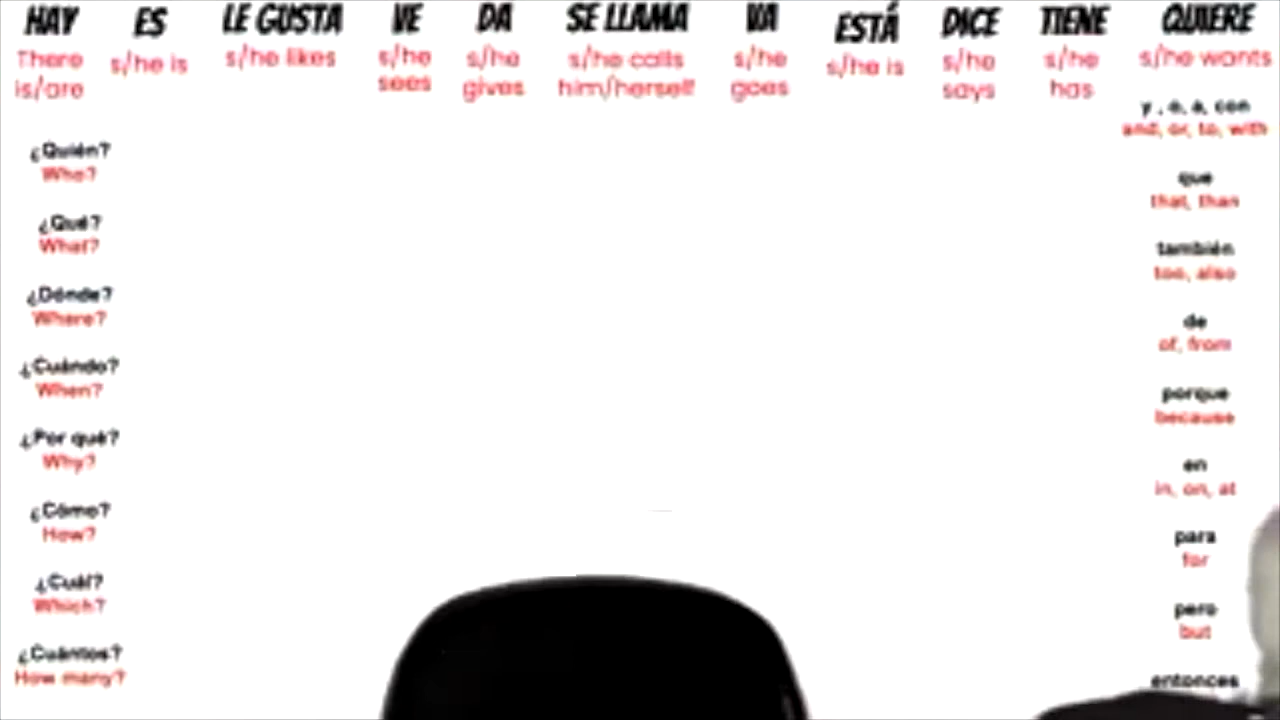 HAY
There
is/are
ES
s/he is
LE GUSTA
s/he likes
VE
s/he
sees
DA
s/he
gives
SE LLAMA
s/he calls
him/herself
VA
s/he
goes
ESTÁ
s/he is
DICE
s/he
says
TIENE
s/he
has
QUIERE
s/he wants
¿Quién?
Who?
¿Qué?
What?
¿Dónde?
Where?
¿Cuándo?
When?
¿Por qué?
Why?
¿Cómo?
How?
¿Cuál?
Which?
¿Cuántos?
How many?
y , o, a, con
and, or, to, with
que
that, than
también
too, also
de
of, from
porque
because
en
in, on, at
para
for
pero
but
entonces